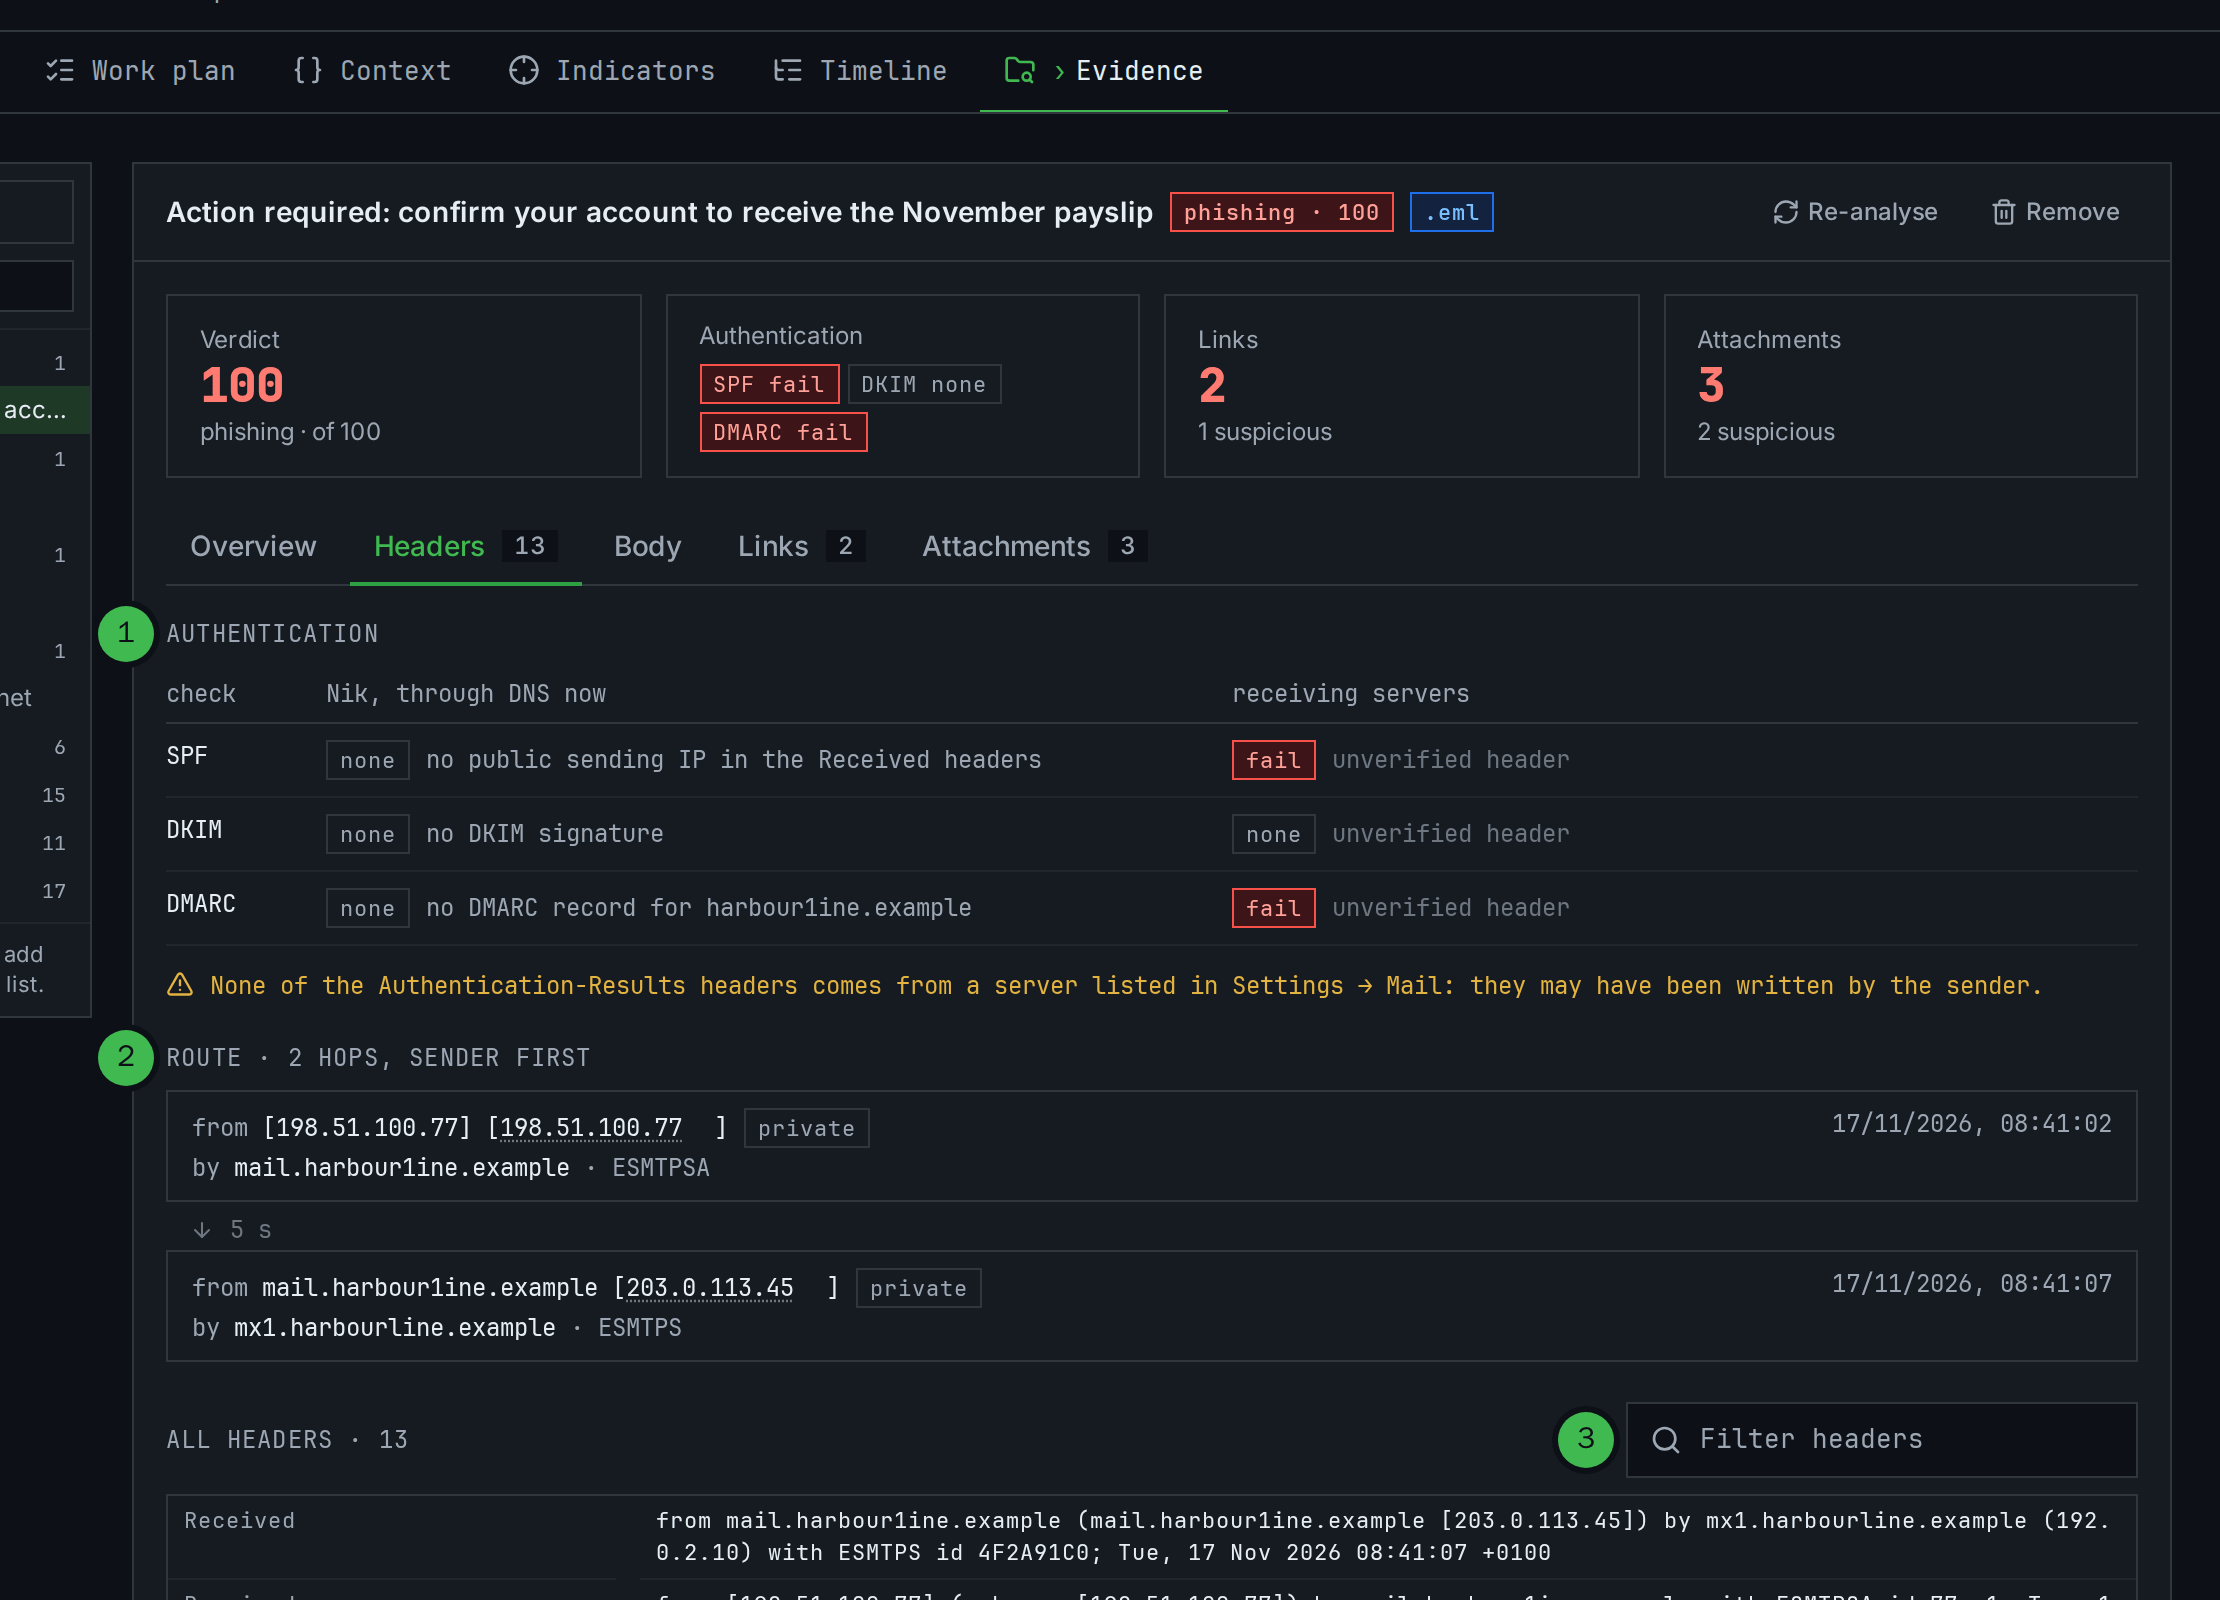 Work plan
{} Context
Indicators
Timeline
› Evidence
Action required: confirm your account to receive the November payslip
phishing · 100
.eml
Re-analyse
Remove
Verdict
100
phishing · of 100
Authentication
SPF fail
DKIM none
DMARC fail
Links
2
1 suspicious
Attachments
3
2 suspicious
1
acc...
1
1
1
net
6
15
11
17
add
list.
Overview
Headers 13
Body
Links 2
Attachments 3
1 AUTHENTICATION
check Nik, through DNS now receiving servers
SPF none no public sending IP in the Received headers fail unverified header
DKIM none no DKIM signature none unverified header
DMARC none no DMARC record for harbour1ine.example fail unverified header
None of the Authentication-Results headers comes from a server listed in Settings → Mail: they may have been written by the sender.
2 ROUTE · 2 HOPS, SENDER FIRST
from [198.51.100.77] [198.51.100.77 ] private 17/11/2026, 08:41:02
by mail.harbour1ine.example · ESMTPSA
↓ 5 s
from mail.harbour1ine.example [203.0.113.45 ] private 17/11/2026, 08:41:07
by mx1.harbourline.example · ESMTPS
ALL HEADERS · 13
3 Filter headers
Received from mail.harbour1ine.example (mail.harbour1ine.example [203.0.113.45]) by mx1.harbourline.example (192.
0.2.10) with ESMTPS id 4F2A91C0; Tue, 17 Nov 2026 08:41:07 +0100